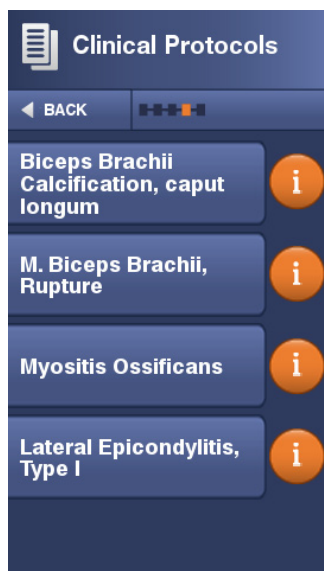 Clinical Protocols
BACK
Biceps Brachii
Calcification, caput
longum
i
M. Biceps Brachii,
Rupture
i
Myositis Ossificans
i
Lateral Epicondylitis,
Type I
i